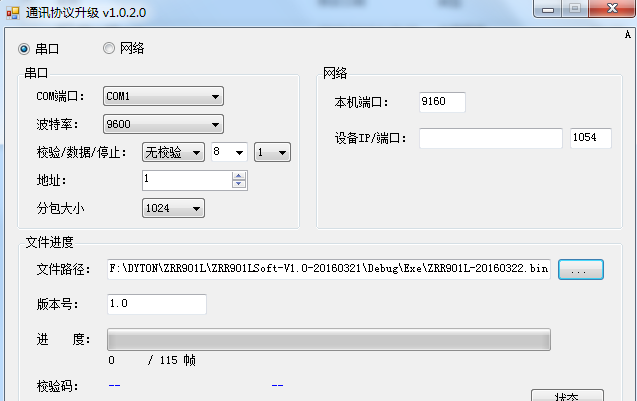 通讯协议升级 v1.0.2.0
A
串口 网络
串口
COM端口： COM1
波特率： 9600
校验/数据/停止： 无校验 8 1
地址： 1
分包大小 1024
网络
本机端口： 9160
设备IP/端口： 1054
文件进度
文件路径： F:\DYTON\ZRR901L\ZRR901LSoft-V1.0-20160321\Debug\Exe\ZRR901L-20160322.bin ...
版本号： 1.0
进 度：
0 / 115 帧
校验码： -- --
状态